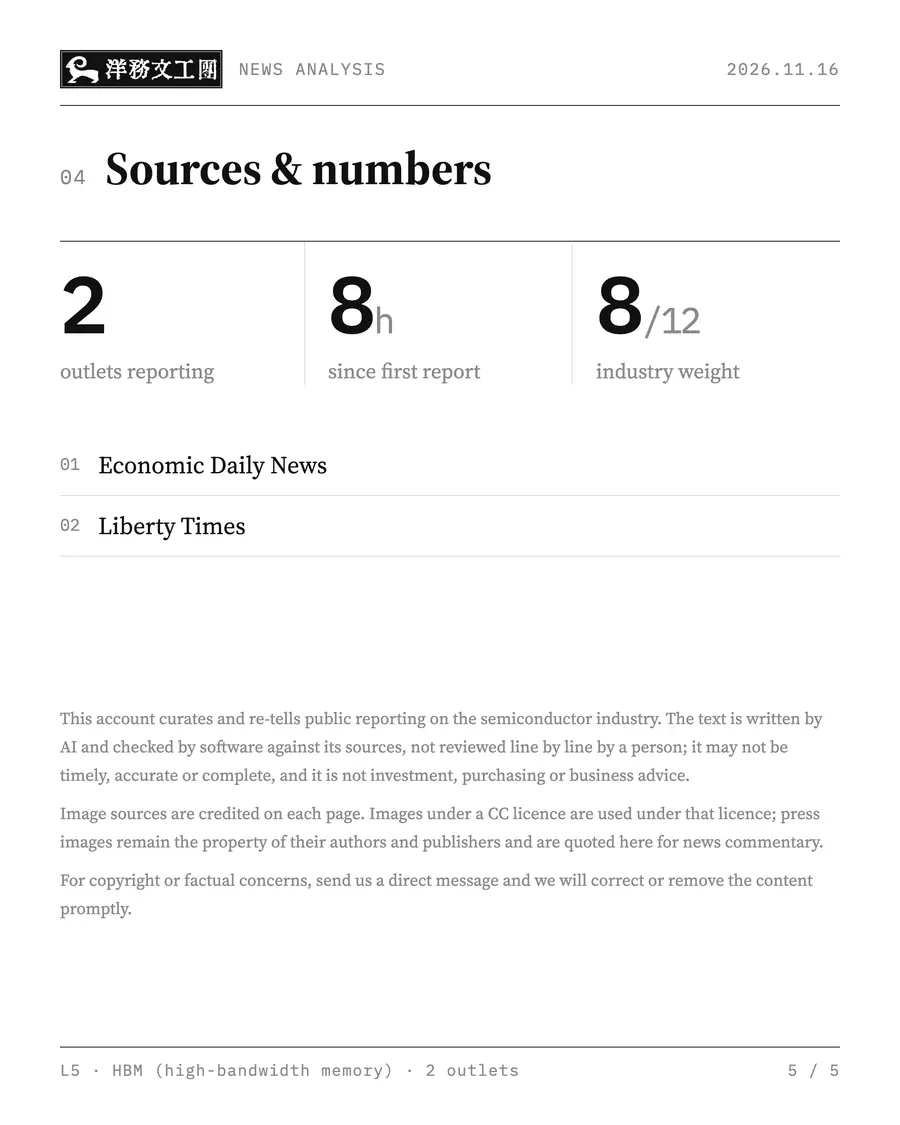 洋務文工團 NEWS ANALYSIS 2026.11.16
04 Sources & numbers
2 8h 8/12
outlets reporting since first report industry weight
01 Economic Daily News
02 Liberty Times
This account curates and re-tells public reporting on the semiconductor industry. The text is written by
AI and checked by software against its sources, not reviewed line by line by a person; it may not be
timely, accurate or complete, and it is not investment, purchasing or business advice.
Image sources are credited on each page. Images under a CC licence are used under that licence; press
images remain the property of their authors and publishers and are quoted here for news commentary.
For copyright or factual concerns, send us a direct message and we will correct or remove the content
promptly.
L5 · HBM (high-bandwidth memory) · 2 outlets 5 / 5